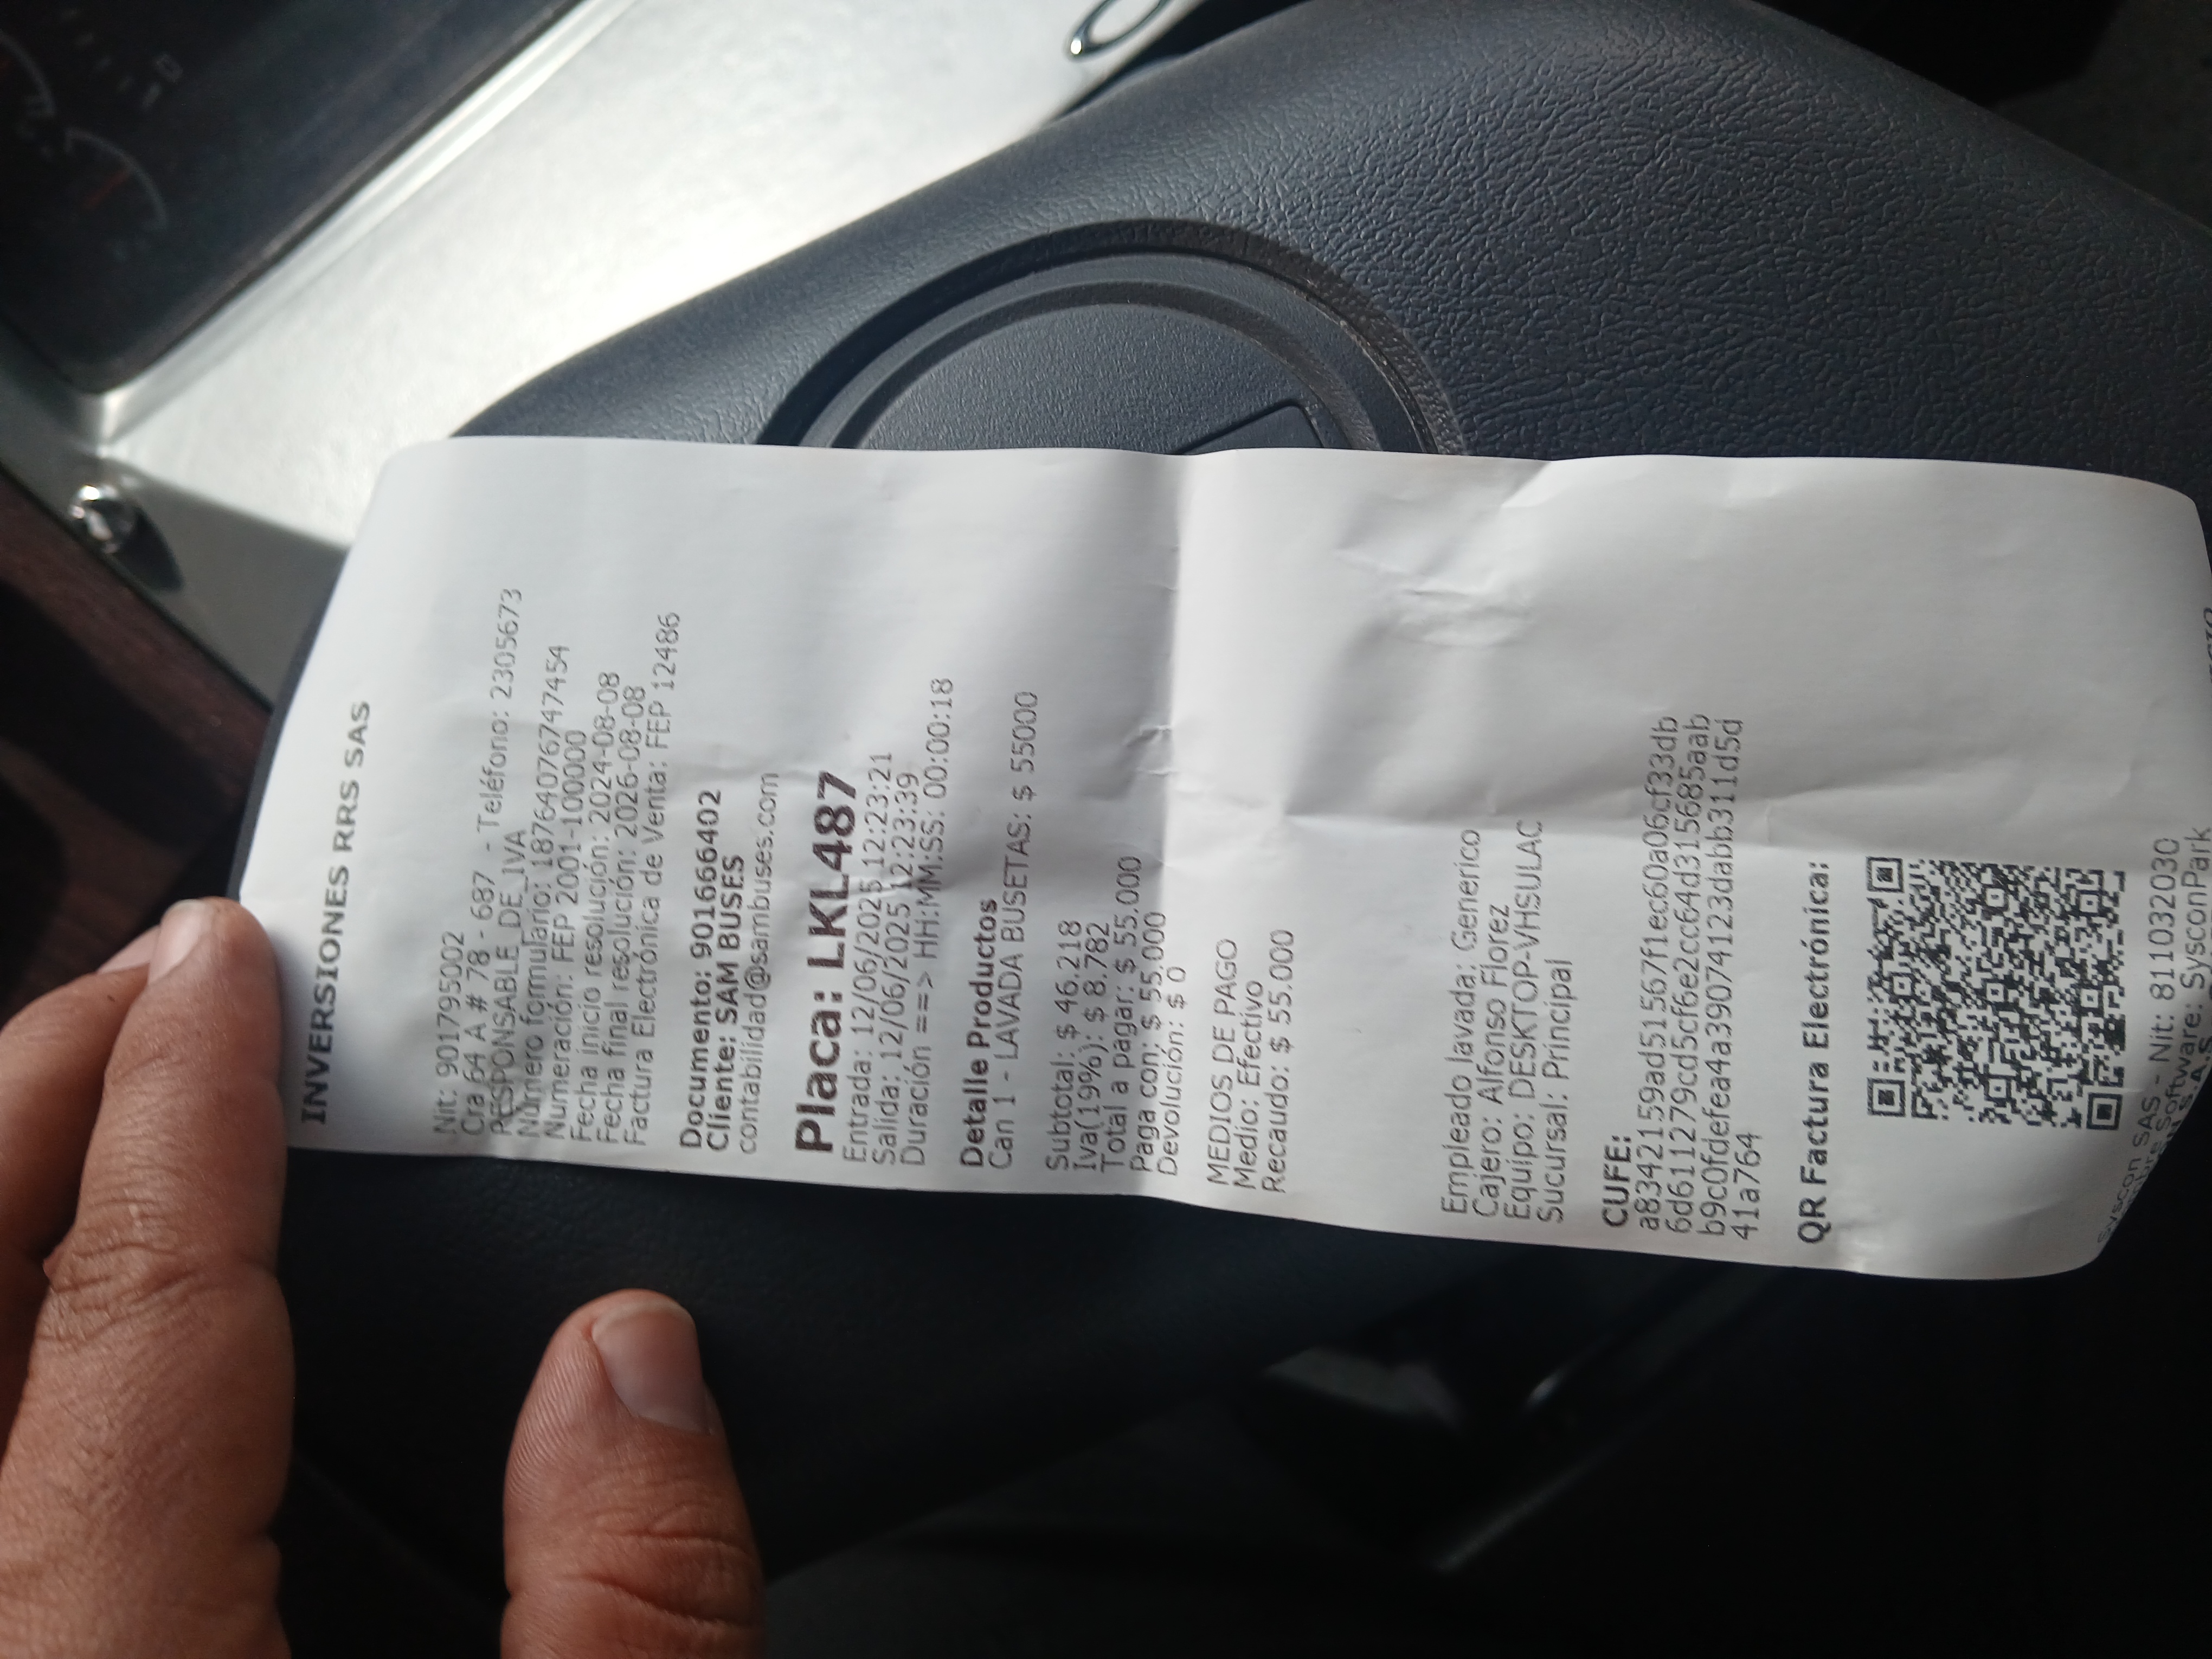 INVERSIONES RRS SAS
Nit: 901795002
Cra 64 A # 78 - 687 - Teléfono: 2305673
RESPONSABLE_DE_IVA
Número formulario: 18764076747454
Numeración: FEP 2001-100000
Fecha inicio resolución: 2024-08-08
Fecha final resolución: 2026-08-08
Factura Electrónica de Venta: FEP 12486
Documento: 901666402
Cliente: SAM BUSES
contabilidad@sambuses.com
Placa: LKL487
Entrada: 12/06/2025 12:23:21
Salida: 12/06/2025 12:23:39
Duración ==> HH:MM:SS: 00:00:18
Detalle Productos
Can 1 - LAVADA BUSETAS: $ 55000
Subtotal: $ 46.218
Iva(19%): $ 8.782
Total a pagar: $ 55.000
Paga con: $ 55.000
Devolución: $ 0
MEDIOS DE PAGO
Medio: Efectivo
Recaudo: $ 55.000
Empleado lavada: Generico
Cajero: Alfonso Florez
Equipo: DESKTOP-VHSULAC
Sucursal: Principal
CUFE:
a8342159ad51567f1ec60a06cf33db
6d611279cd5cf6e2cc64d315685aab
b9c0fdefea4a39074123dabb311d5d
41a764
QR Factura Electrónica:
Syscon SAS - Nit: 811032030
Nombre Software: SysconPark